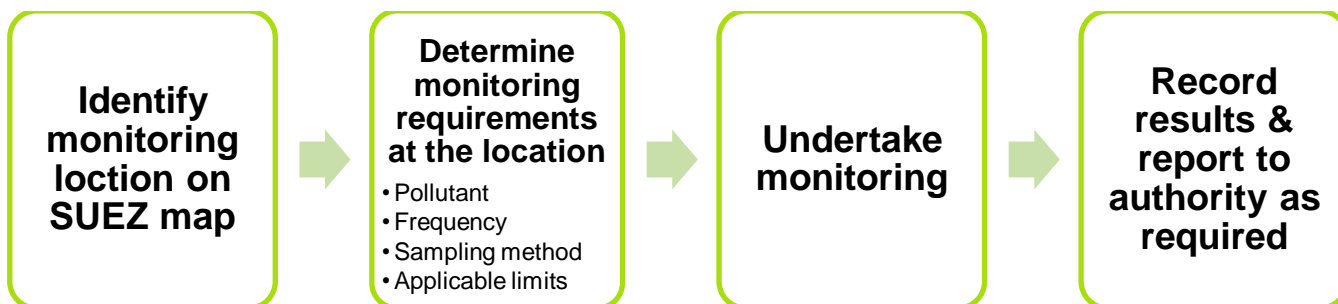 Identify
monitoring
loction on
SUEZ map
Determine
monitoring
requirements
at the location
• Pollutant
• Frequency
• Sampling method
• Applicable limits
Undertake
monitoring
Record
results &
report to
authority as
required